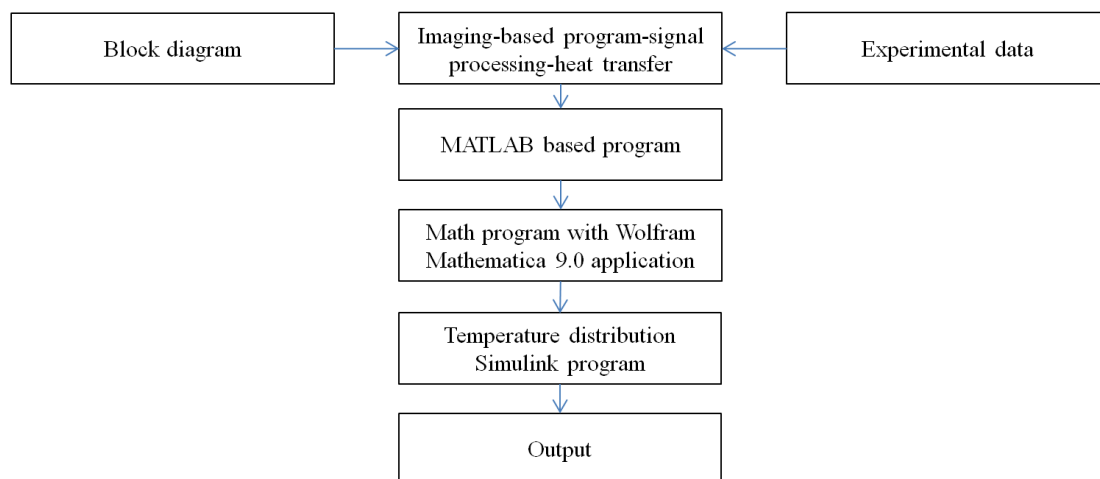 Block diagram
Imaging-based program-signal
processing-heat transfer
Experimental data
MATLAB based program
Math program with Wolfram
Mathematica 9.0 application
Temperature distribution
Simulink program
Output